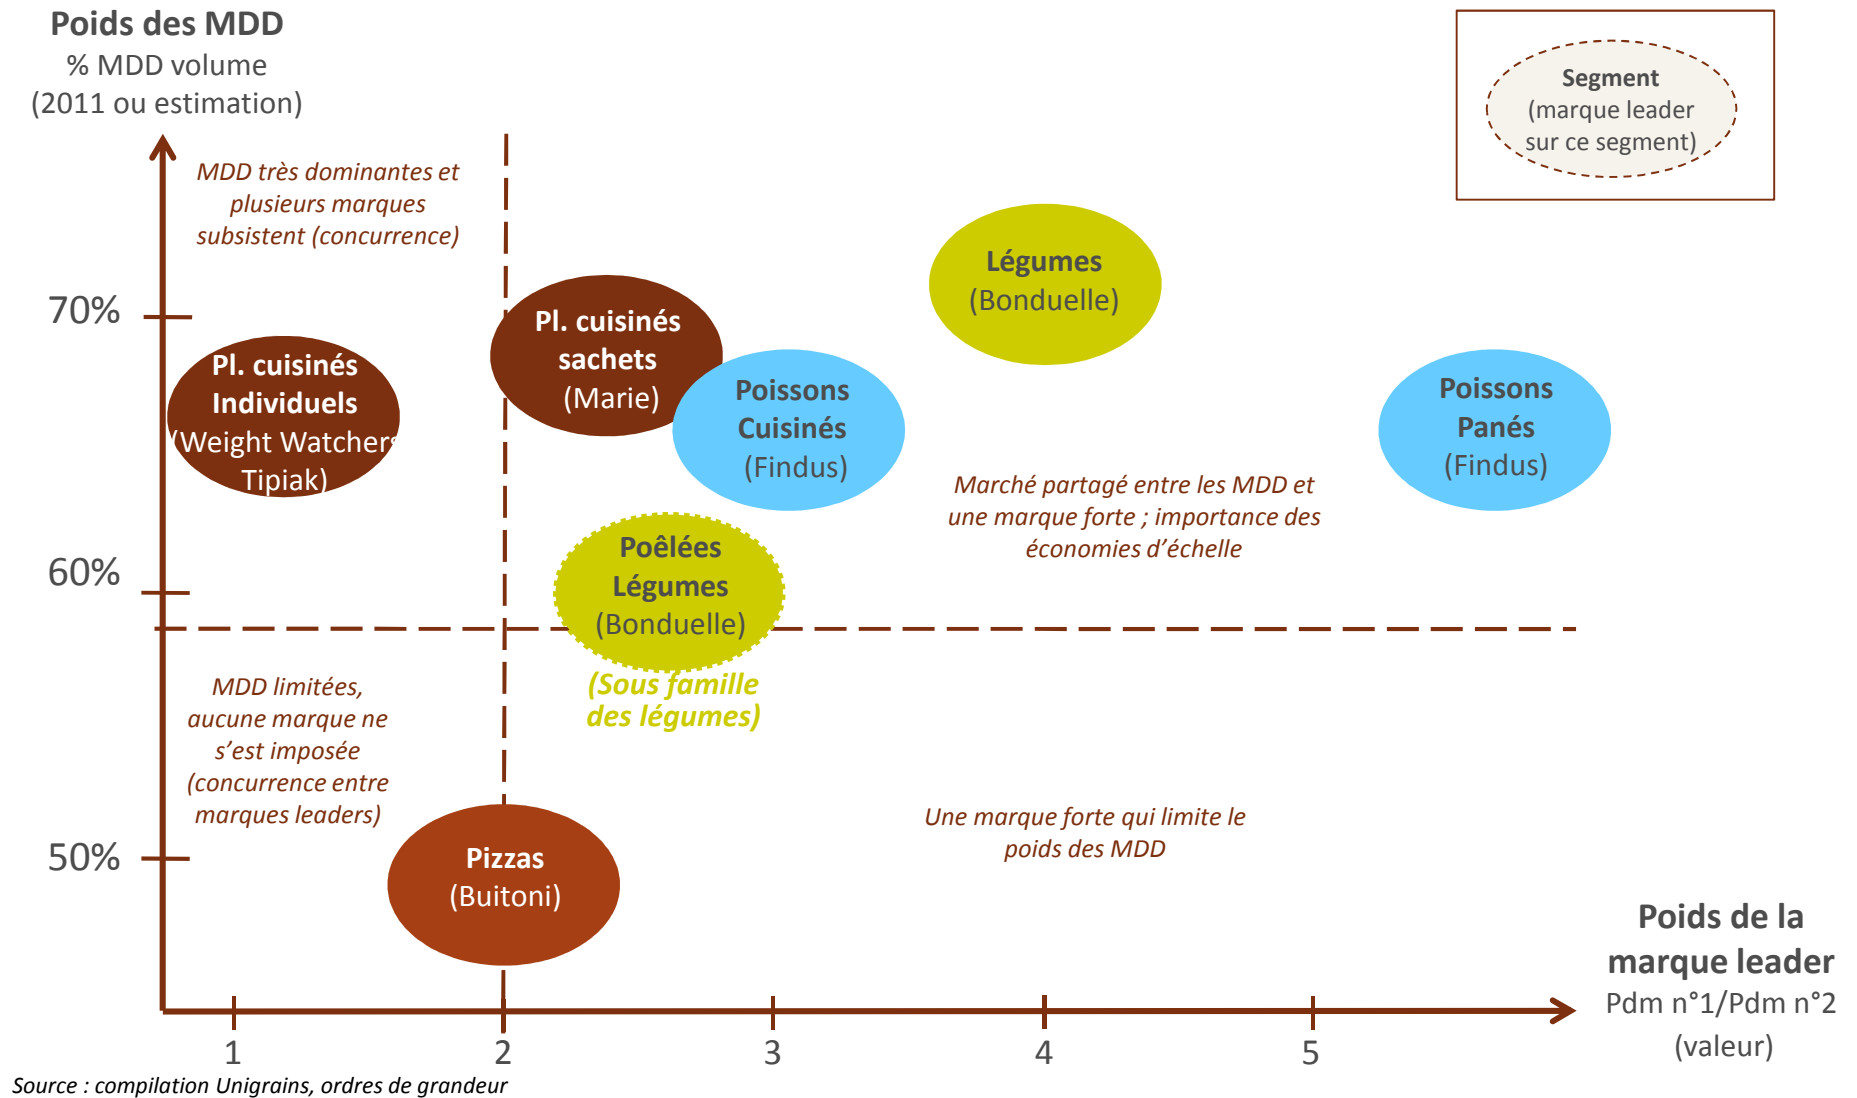 Poids des MDD
% MDD volume
(2011 ou estimation)
Segment
(marque leader
sur ce segment)
MDD très dominantes et
plusieurs marques
subsistent (concurrence)
Légumes
(Bonduelle)
70%
Pl. cuisinés
sachets
(Marie)
Pl. cuisinés
Individuels
(Weight Watchers
Tipiak)
Poissons
Cuisinés
(Findus)
Poissons
Panés
(Findus)
Marché partagé entre les MDD et
une marque forte ; importance des
économies d'échelle
60%
Poêlées
Légumes
(Bonduelle)
(Sous famille
des légumes)
MDD limitées,
aucune marque ne
s'est imposée
(concurrence entre
marques leaders)
Une marque forte qui limite le
poids des MDD
50%
Pizzas
(Buitoni)
Poids de la
marque leader
Pdm n°1/Pdm n°2
(valeur)
1 2 3 4 5
Source : compilation Unigrains, ordres de grandeur